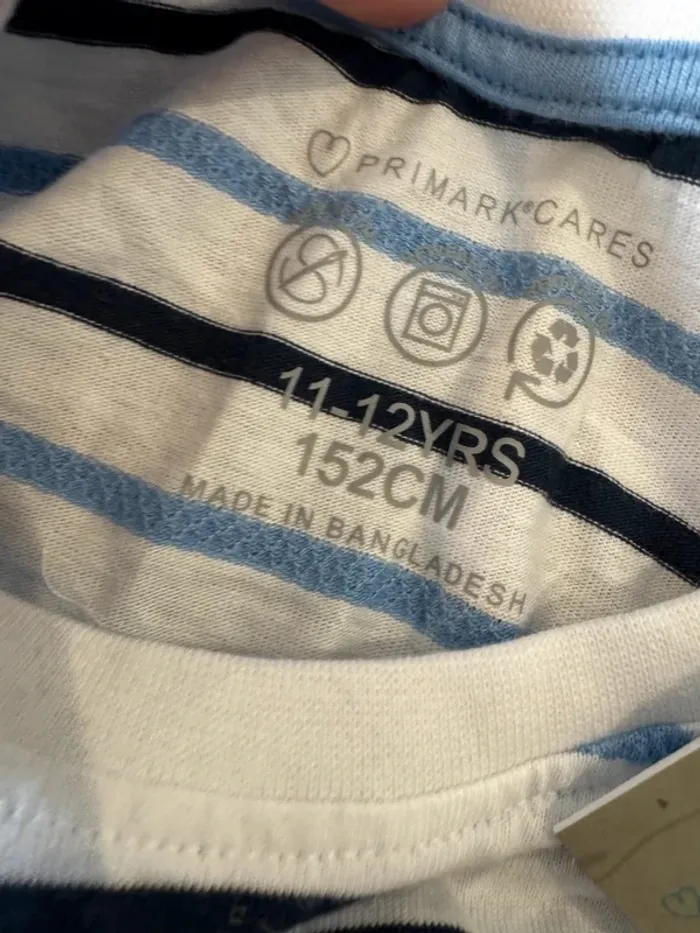 PRIMARK®CARES
11-12YRS
152CM
MADE IN BANGLADESH